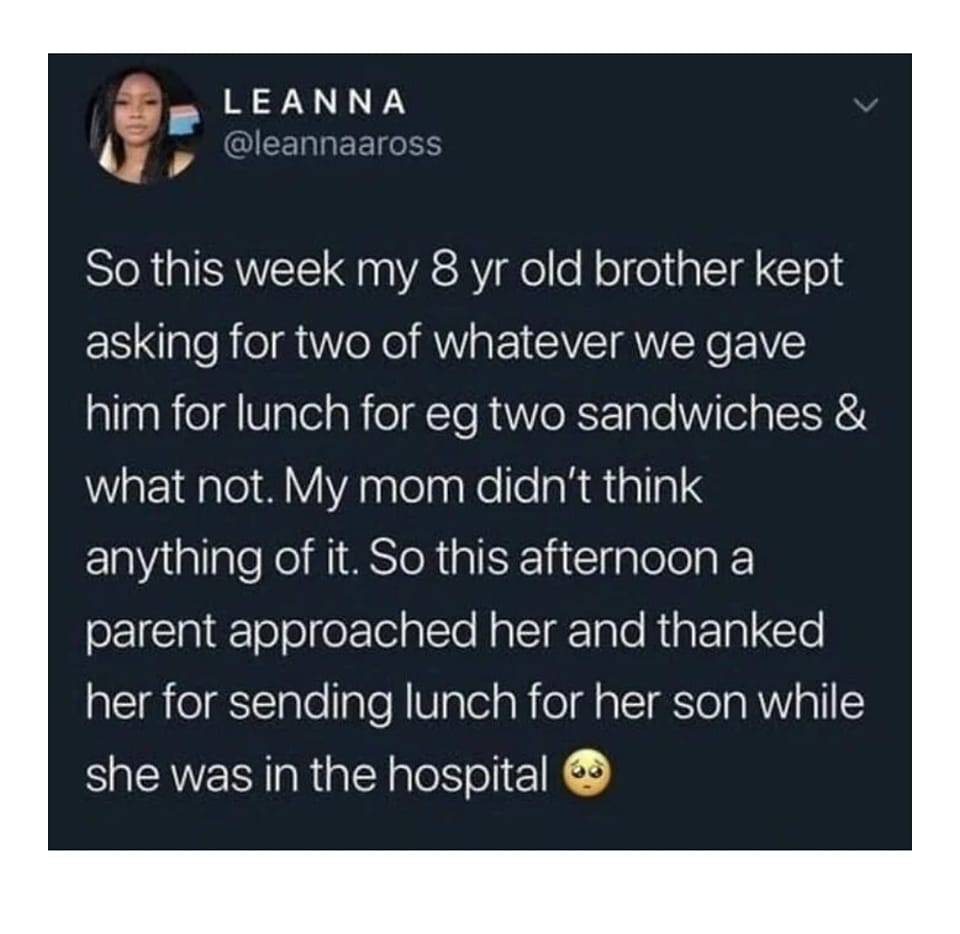 LEANNA
@leannaaross
So this week my 8 yr old brother kept
asking for two of whatever we gave
him for lunch for eg two sandwiches &
what not. My mom didn't think
anything of it. So this afternoon a
parent approached her and thanked
her for sending lunch for her son while
she was in the hospital 🥺